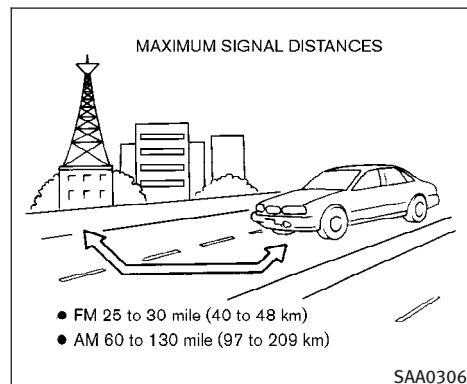 MAXIMUM SIGNAL DISTANCES
● FM 25 to 30 mile (40 to 48 km)
● AM 60 to 130 mile (97 to 209 km)
SAA0306